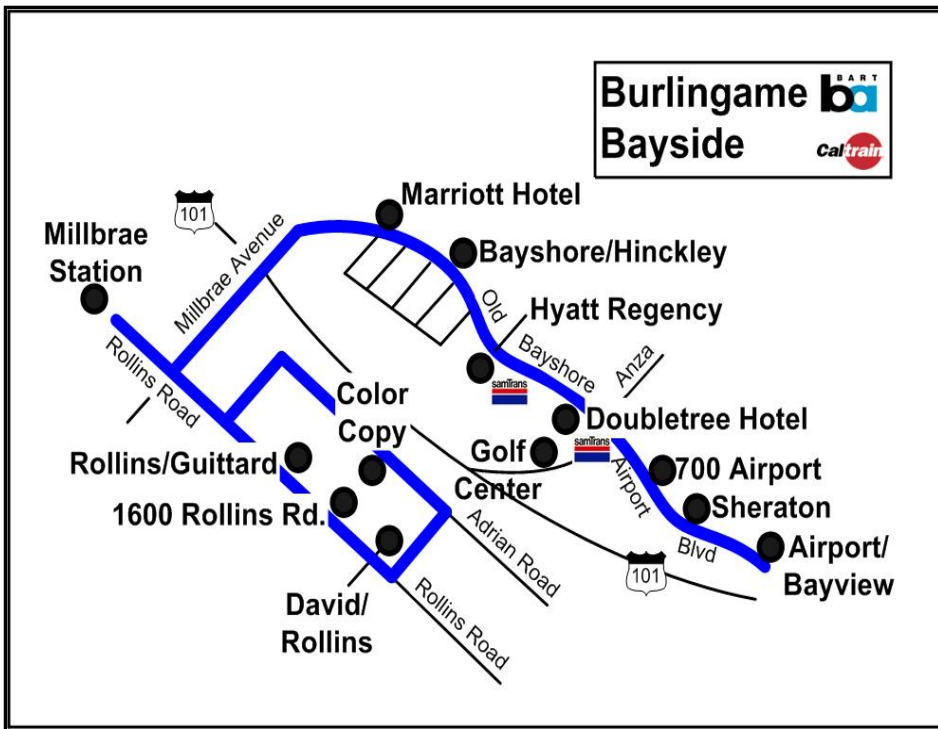 Burlingame
Bayside
BART
ba
Caltrain
101
Marriott Hotel
Millbrae
Station
Millbrae Avenue
Bayshore/Hinckley
Old
Hyatt Regency
Bayshore
Anza
Rollins Road
samTrans
Color
Copy
Doubletree Hotel
samTrans
Rollins/Guittard
Golf
Center
700 Airport
Airport
1600 Rollins Rd.
Sheraton
Adrian Road
Blvd
Airport/
Bayview
101
David/
Rollins
Rollins Road